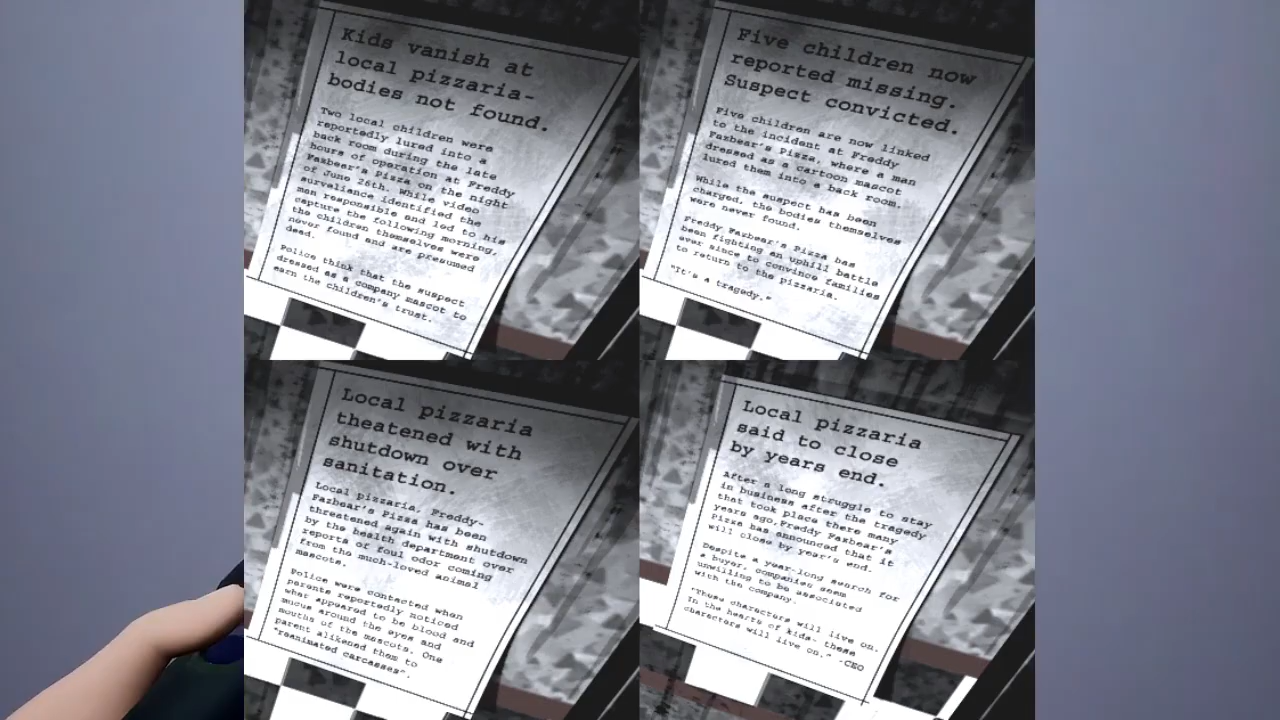 Kids vanish at
local pizzaria-
bodies not found.
Two local children were
reportedly lured into a
back room during the late
hours of operation at Freddy
Fazbear's Pizza on the night
of June 26th. While video
surveliance identified the
man responsible and led to his
capture the following morning,
the children themselves were
never found and are presumed
dead.
Police think that the suspect
dressed as a company mascot to
earn the children's trust.
Five children now
reported missing.
Suspect convicted.
Five children are now linked
to the incident at Freddy
Fazbear's Pizza, where a man
dressed as a cartoon mascot
lured them into a back room.
While the suspect has been
charged, the bodies themselves
were never found.
Freddy Fazbear's Pizza has
been fighting an uphill battle
ever since to convince families
to return to the pizzaria.
"It's a tragedy."
Local pizzaria
theatened with
shutdown over
sanitation.
Local pizzaria, Freddy-
Fazbear's Pizza has been
threatened again with shutdown
by the health department over
reports of foul odor coming
from the much-loved animal
mascots.
Police were contacted when
parents reportedly noticed
what appeared to be blood and
mucus around the eyes and
mouths of the mascots. One
parent alikened them to
"reanimated carcasses".
Local pizzaria
said to close
by years end.
After a long struggle to stay
in business after the tragedy
that took place there many
years ago,Freddy Fazbear's
Pizza has announced that it
will close by year's end.
Despite a year-long search for
a buyer, companies seem
unwilling to be associated
with the company.
"These characters will live on.
In the hearts of kids- these
characters will live on." -CEO